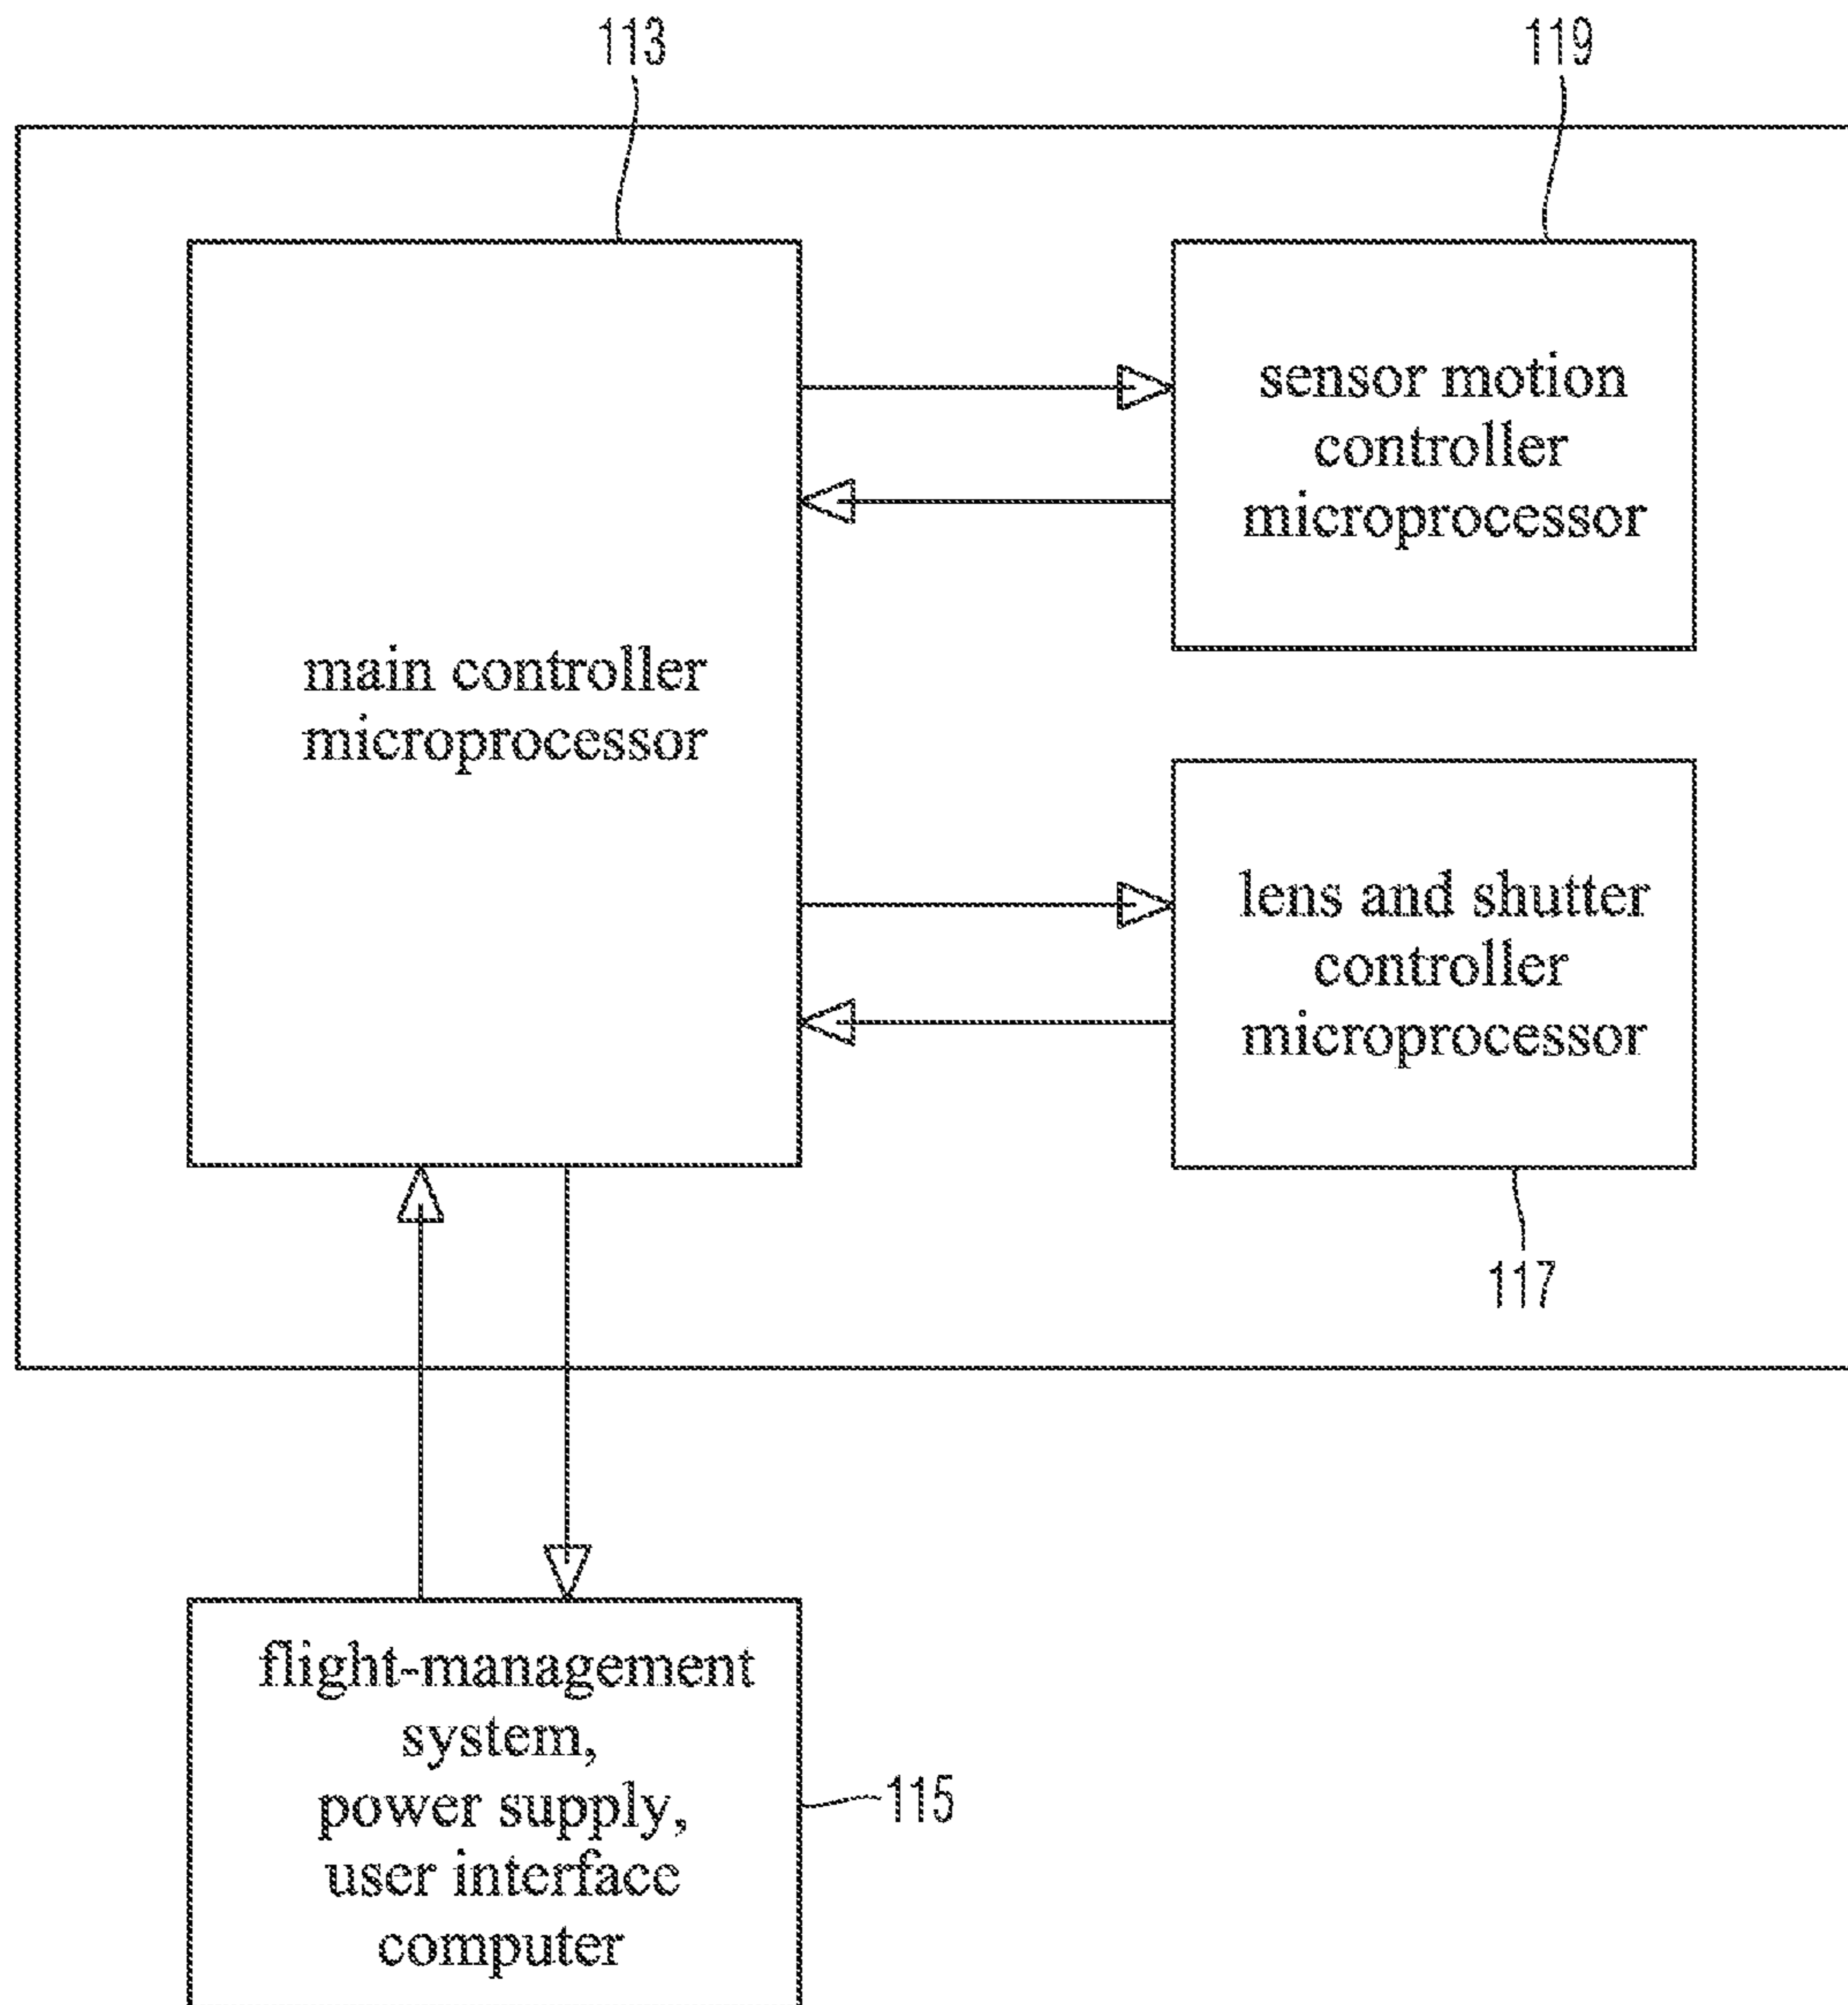 113
119
main controller
microprocessor
sensor motion
controller
microprocessor
lens and shutter
controller
microprocessor
117
flight-management
system,
power supply,
user interface
computer
115